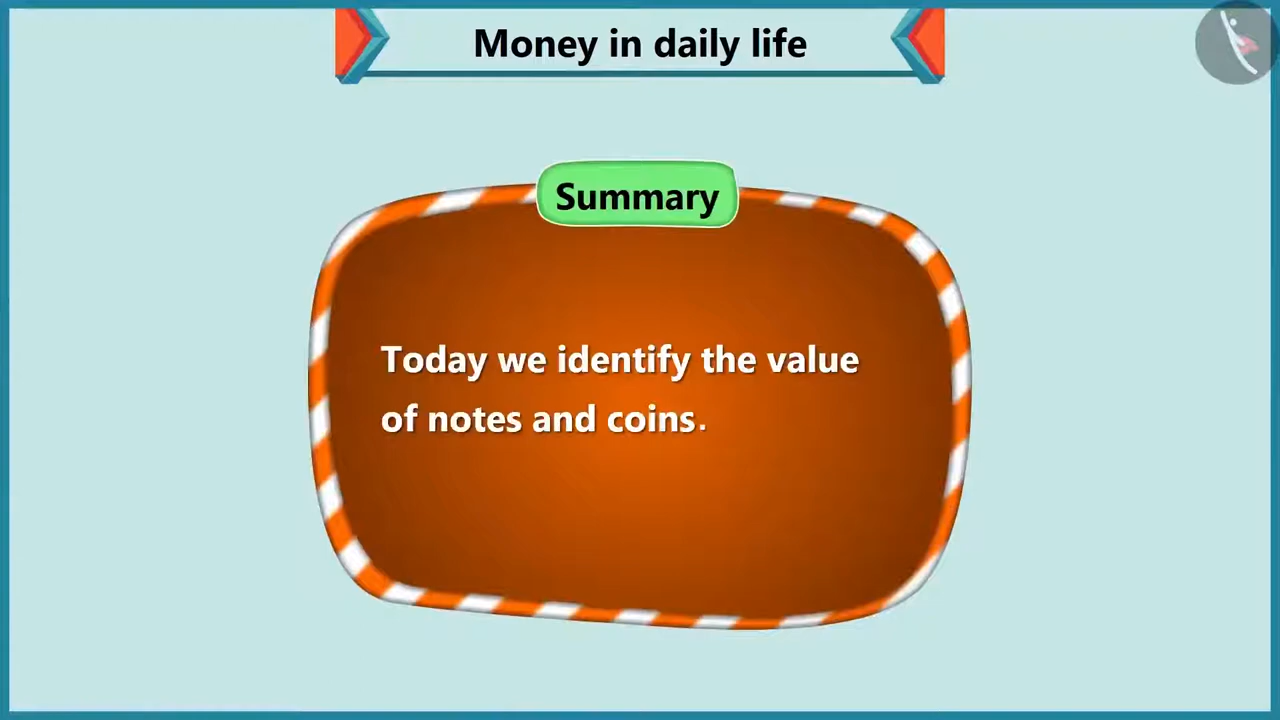 Money in daily life
Summary
Today we identify the value
of notes and coins.